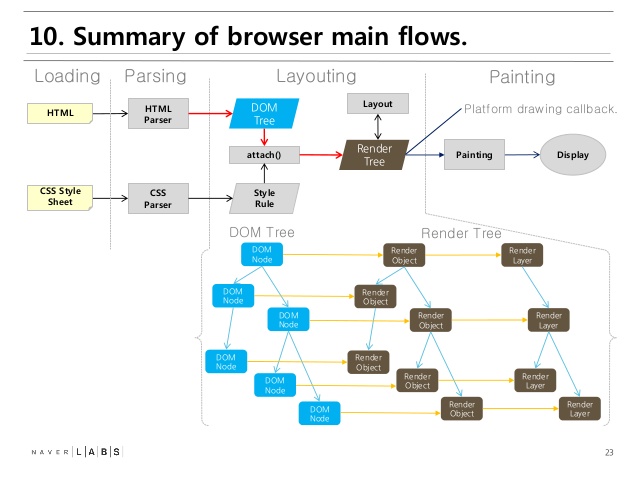 10. Summary of browser main flows.
Loading
Parsing
Layouting
Painting
HTML
HTML
Parser
DOM
Tree
Layout
Platform drawing callback.
attach()
Render
Tree
Painting
Display
CSS Style
Sheet
CSS
Parser
Style
Rule
DOM Tree
Render Tree
DOM
Node
Render
Object
Render
Layer
DOM
Node
Render
Object
DOM
Node
Render
Object
Render
Layer
DOM
Node
Render
Object
DOM
Node
Render
Object
Render
Layer
DOM
Node
Render
Object
Render
Layer
NAVER LABS
23